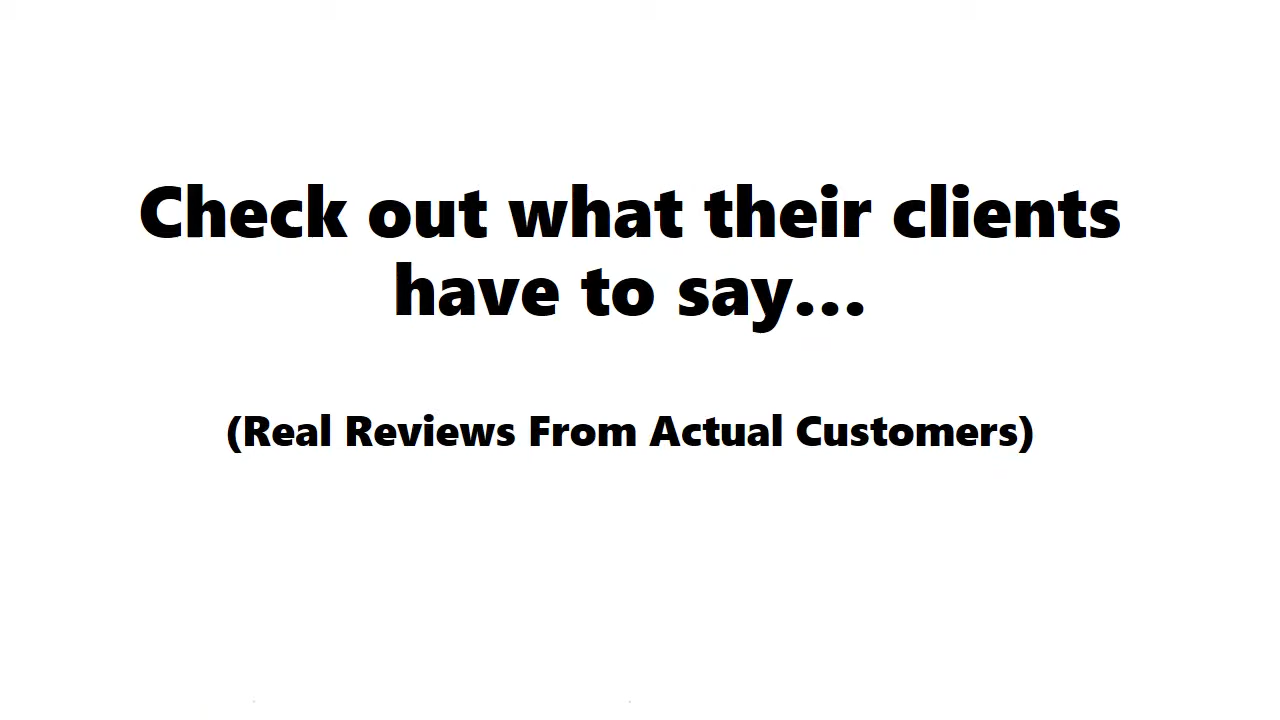 Check out what their clients
have to say...
(Real Reviews From Actual Customers)